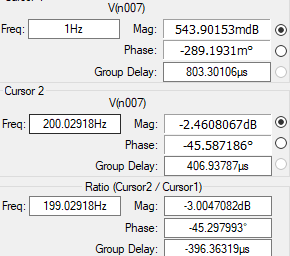 V(n007)
Freq: 1Hz Mag: 543.90153mdB
Phase: -289.1931m°
Group Delay: 803.30106µs
Cursor 2
V(n007)
Freq: 200.02918Hz Mag: -2.4608067dB
Phase: -45.587186°
Group Delay: 406.93787µs
Ratio (Cursor2 / Cursor1)
Freq: 199.02918Hz Mag: -3.0047082dB
Phase: -45.297993°
Group Delay: -396.36319µs